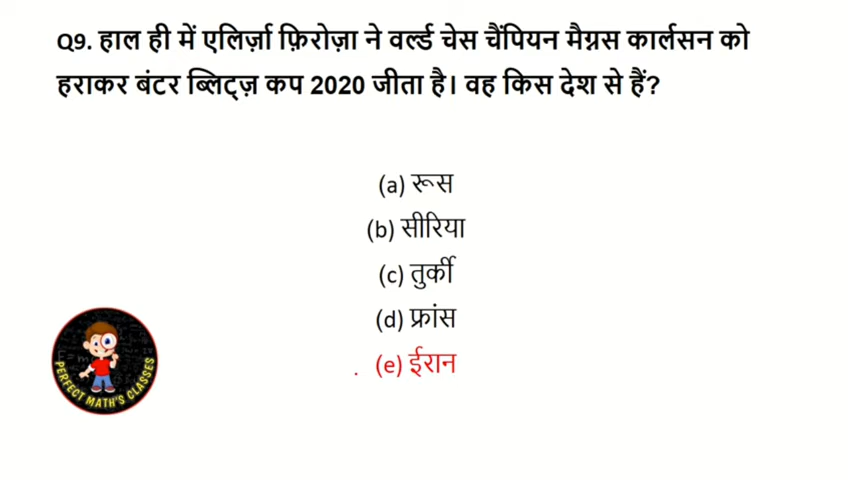 Q9. हाल ही में एलिर्ज़ा फ़िरोज़ा ने वर्ल्ड चेस चैंपियन मैग्नस कार्लसन को
हराकर बंटर ब्लिट्ज़ कप 2020 जीता है। वह किस देश से हैं?
(a) रूस
(b) सीरिया
(c) तुर्की
(d) फ्रांस
(e) ईरान
PERFECT MATH'S CLASSES